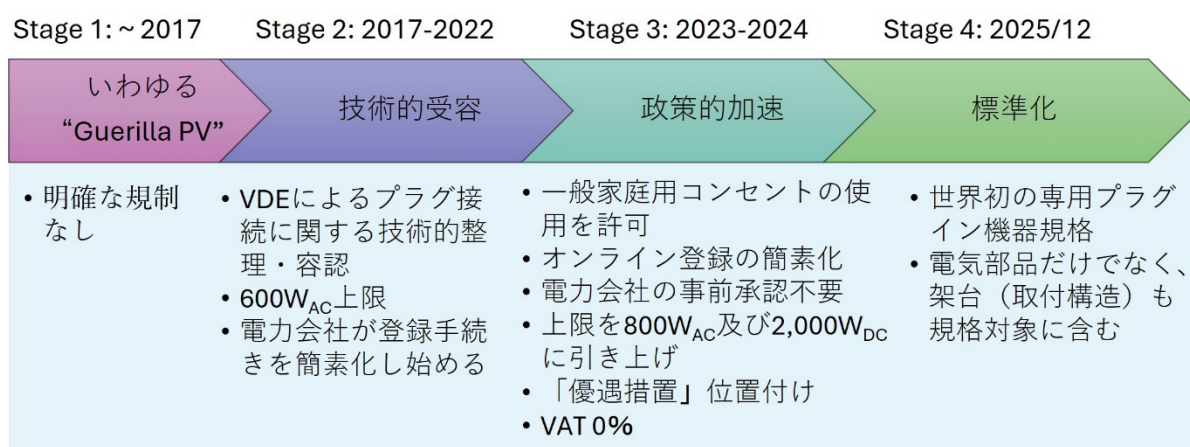 Stage 1: ~ 2017
Stage 2: 2017-2022
Stage 3: 2023-2024
Stage 4: 2025/12
いわゆる
“Guerilla PV”
技術的受容
政策的加速
標準化
• 明確な規制
なし
• VDEによるプラグ接
続に関する技術的整
理・容認
• 600WAC上限
• 電力会社が登録手続
きを簡素化し始める
• 一般家庭用コンセントの使
用を許可
• オンライン登録の簡素化
• 電力会社の事前承認不要
• 上限を800WAC及び2,000WDC
に引き上げ
• 「優遇措置」位置付け
• VAT 0%
• 世界初の専用プラグ
イン機器規格
• 電気部品だけでなく、
架台（取付構造）も
規格対象に含む